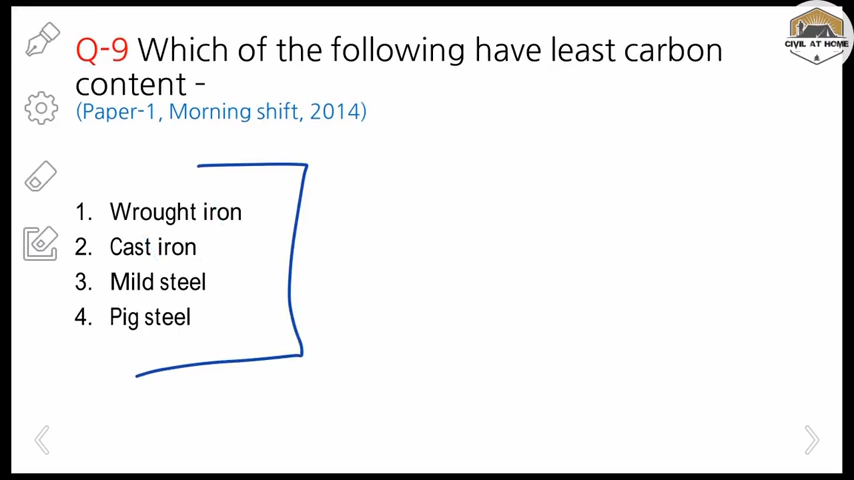 CIVIL AT HOME
Q-9 Which of the following have least carbon
content -
(Paper-1, Morning shift, 2014)
1. Wrought iron
2. Cast iron
3. Mild steel
4. Pig steel